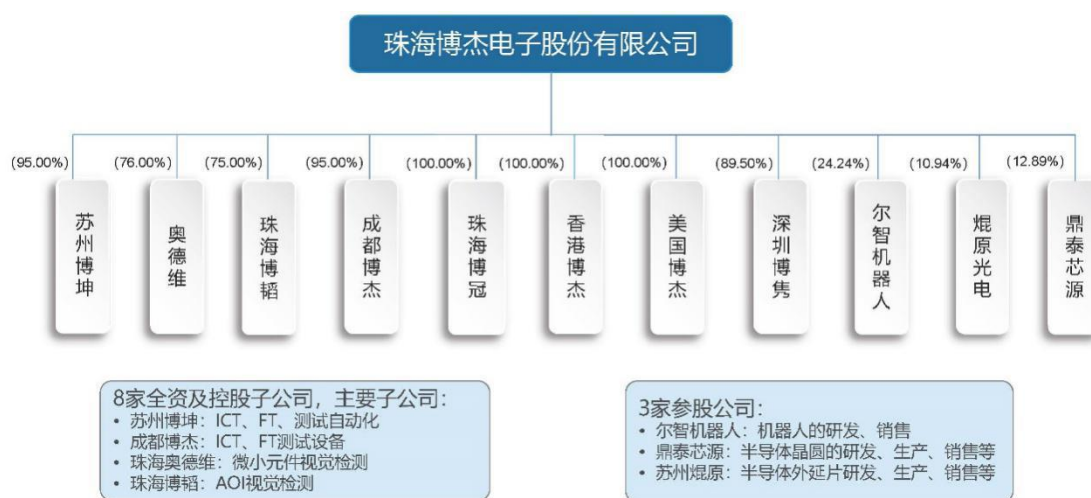 珠海博杰电子股份有限公司
(95.00%)
(76.00%)
(75.00%)
(95.00%)
(100.00%)
(100.00%)
(100.00%)
(89.50%)
(24.24%)
(10.94%)
(12.89%)
苏州博坤
奥德维
珠海博韬
成都博杰
珠海博冠
香港博杰
美国博杰
深圳博隽
尔智机器人
焜原光电
鼎泰芯源
8家全资及控股子公司，主要子公司：
• 苏州博坤：ICT、FT、测试自动化
• 成都博杰：ICT、FT测试设备
• 珠海奥德维：微小元件视觉检测
• 珠海博韬：AOI视觉检测
3家参股公司：
• 尔智机器人：机器人的研发、销售
• 鼎泰芯源：半导体晶圆的研发、生产、销售等
• 苏州焜原：半导体外延片研发、生产、销售等